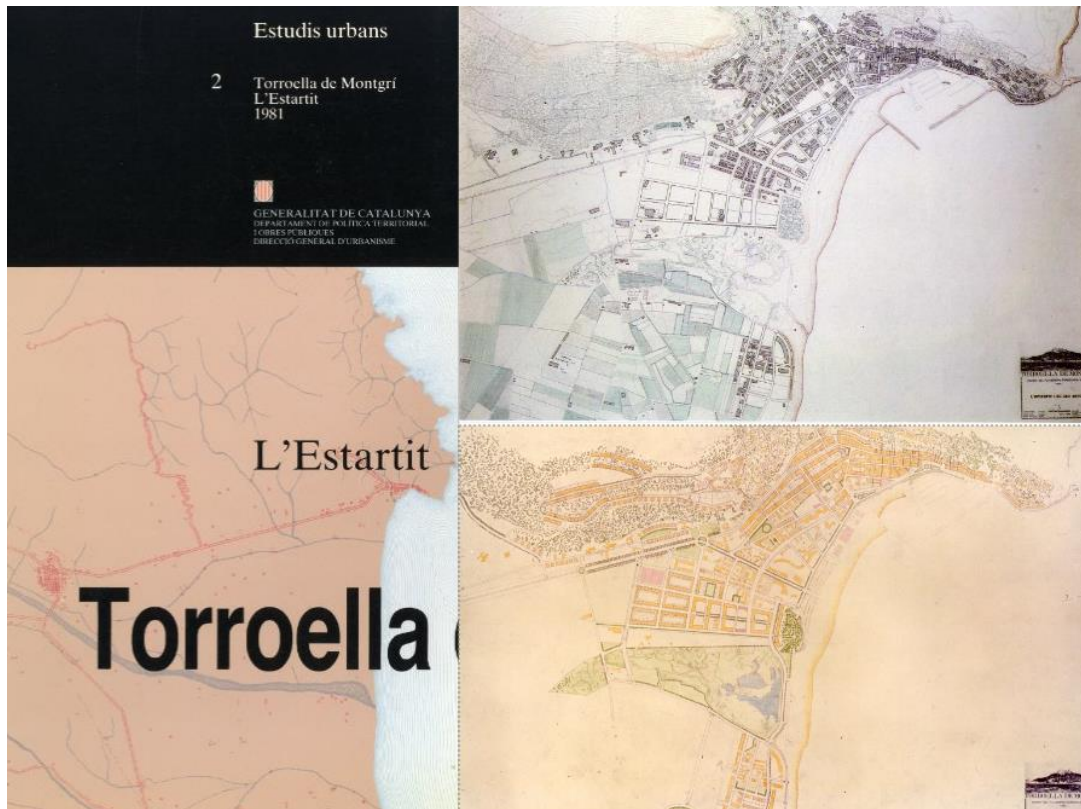 Estudis urbans
2
Torroella de Montgrí
L'Estartit
1981
GENERALITAT DE CATALUNYA
DEPARTAMENT DE POLÍTICA TERRITORIAL
I OBRES PÚBLIQUES
DIRECCIÓ GENERAL D'URBANISME
L'Estartit
Torroella